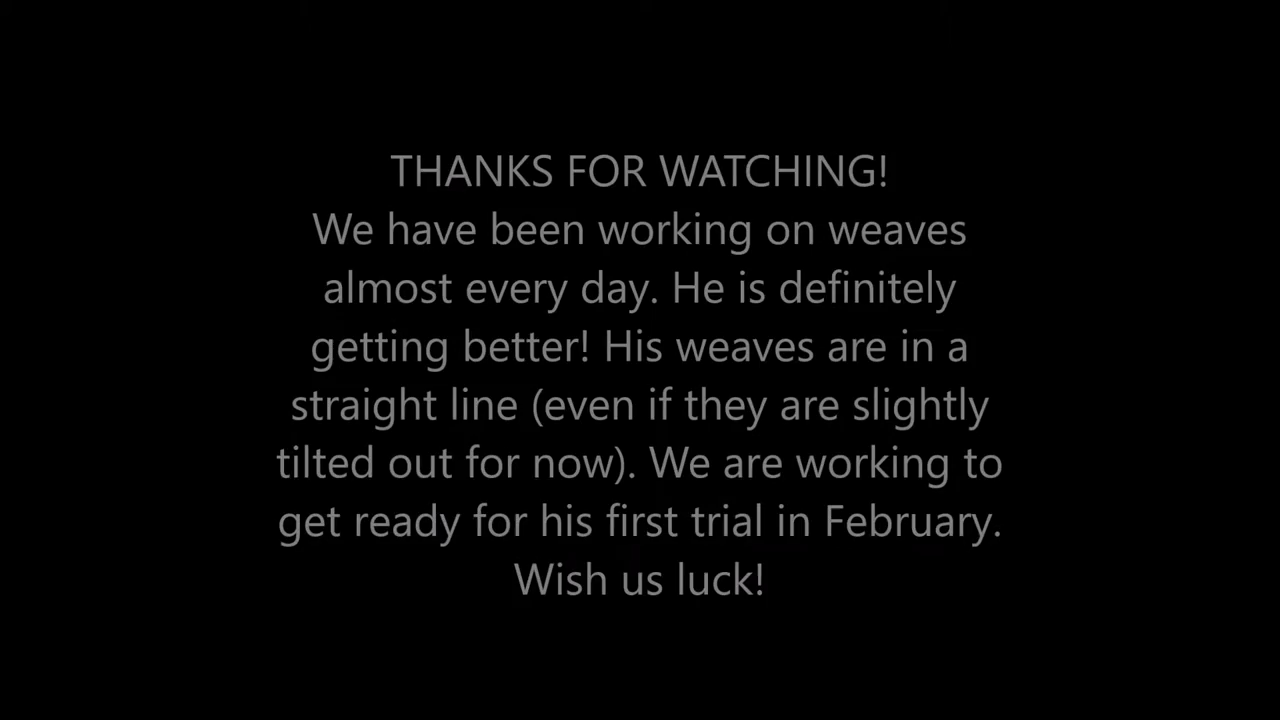 THANKS FOR WATCHING!
We have been working on weaves
almost every day. He is definitely
getting better! His weaves are in a
straight line (even if they are slightly
tilted out for now). We are working to
get ready for his first trial in February.
Wish us luck!